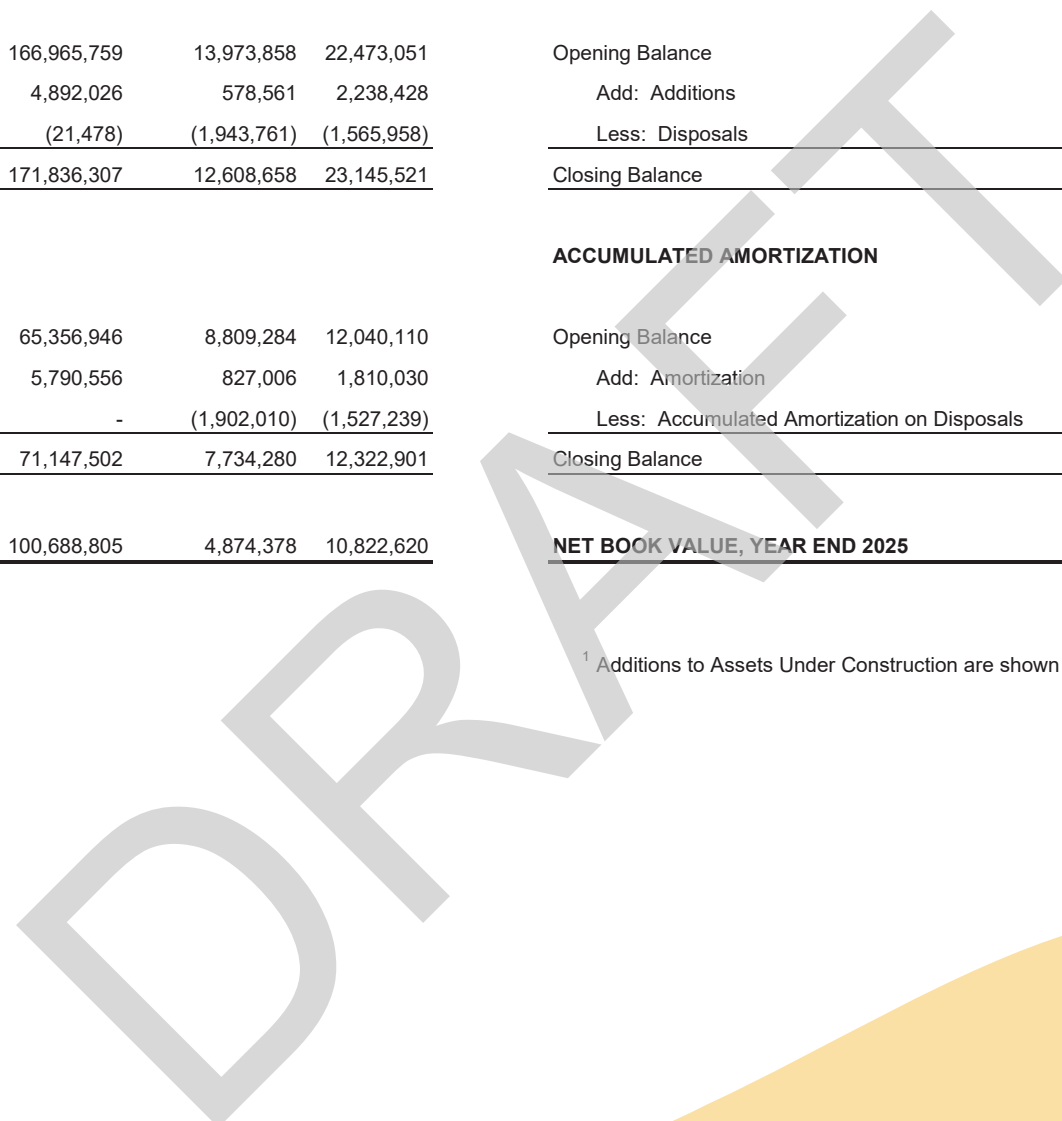 166,965,759 13,973,858 22,473,051 Opening Balance
4,892,026 578,561 2,238,428 Add: Additions
(21,478) (1,943,761) (1,565,958) Less: Disposals
171,836,307 12,608,658 23,145,521 Closing Balance
ACCUMULATED AMORTIZATION
65,356,946 8,809,284 12,040,110 Opening Balance
5,790,556 827,006 1,810,030 Add: Amortization
- (1,902,010) (1,527,239) Less: Accumulated Amortization on Disposals
71,147,502 7,734,280 12,322,901 Closing Balance
100,688,805 4,874,378 10,822,620 NET BOOK VALUE, YEAR END 2025
1 Additions to Assets Under Construction are shown
DRAFT